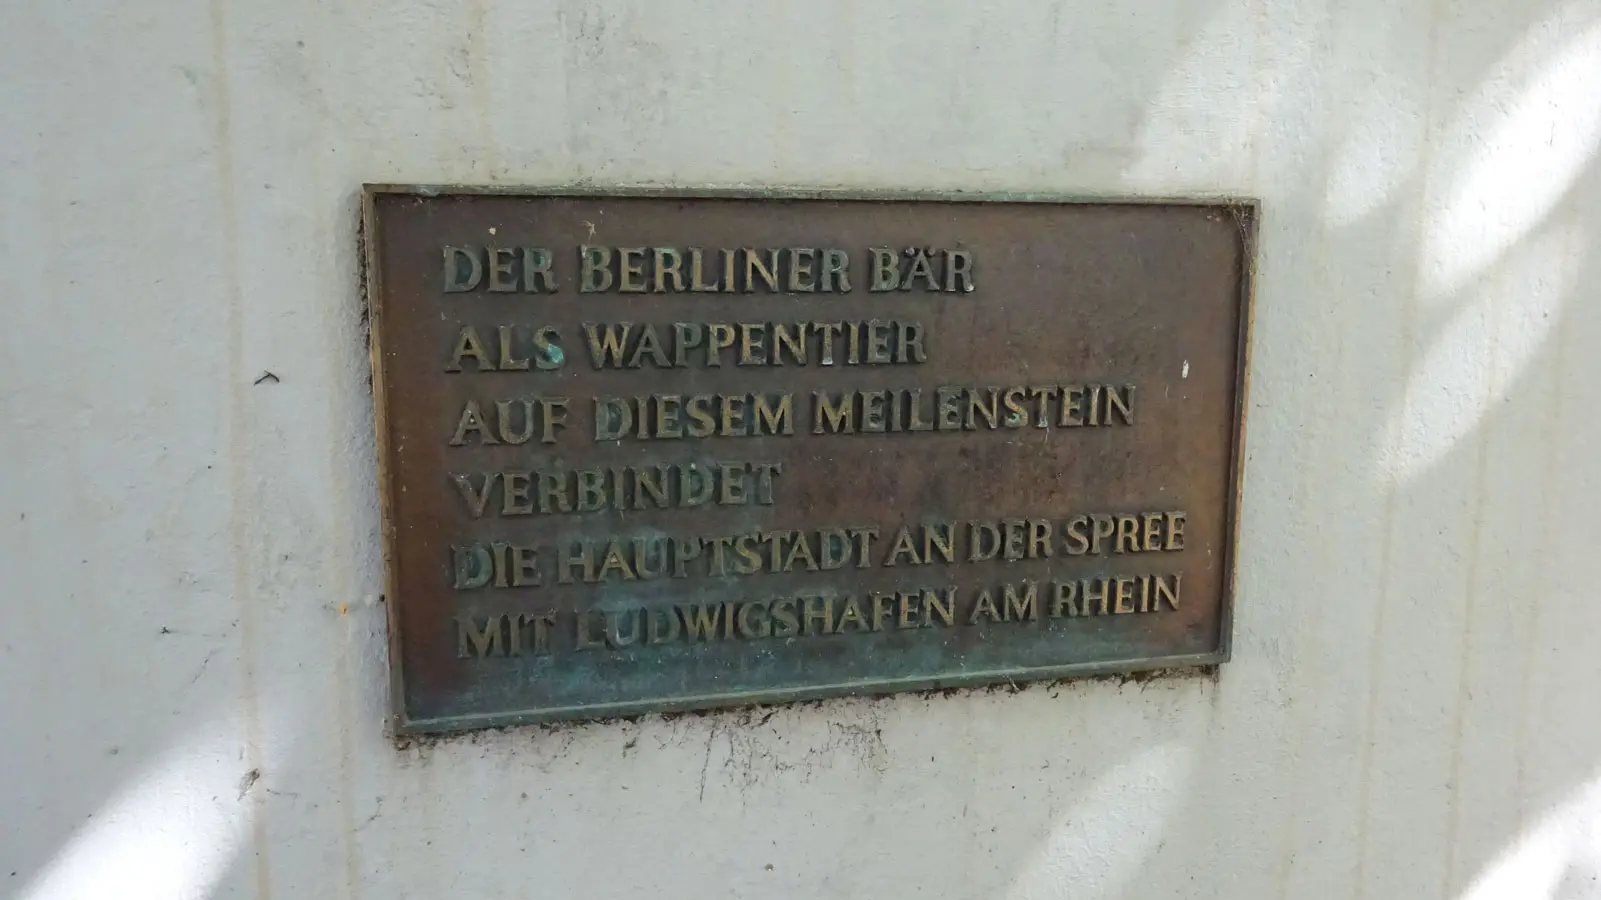 DER BERLINER BÄR
ALS WAPPENTIER
AUF DIESEM MEILENSTEIN
VERBINDET
DIE HAUPTSTADT AN DER SPREE
MIT LUDWIGSHAFEN AM RHEIN